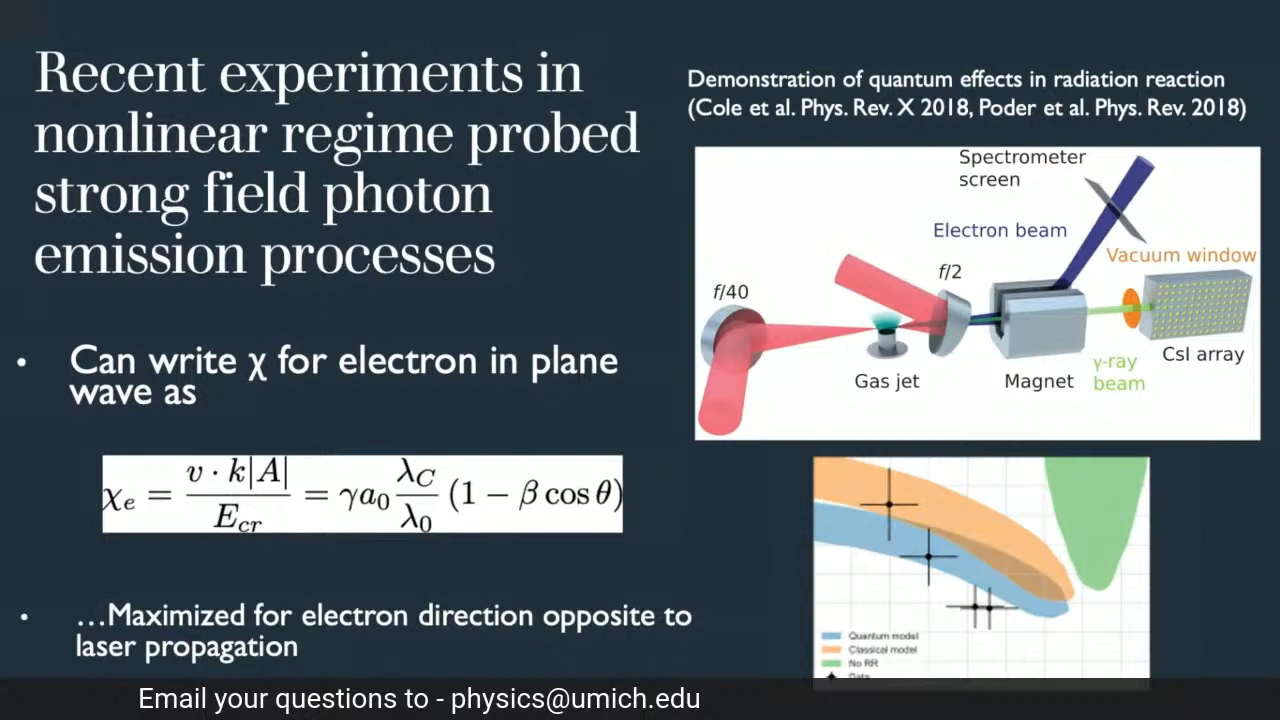 Recent experiments in
nonlinear regime probed
strong field photon
emission processes
• Can write χ for electron in plane
wave as
χₑ = v · k|A| / E_cr = γa₀ λ_C / λ₀ (1 − β cos θ)
• …Maximized for electron direction opposite to
laser propagation
Demonstration of quantum effects in radiation reaction
(Cole et al. Phys. Rev. X 2018, Poder et al. Phys. Rev. 2018)
Spectrometer
screen
Electron beam
Vacuum window
f/2
f/40
CsI array
γ-ray
beam
Gas jet
Magnet
Quantum model
Classical model
No RR
Data
Email your questions to - physics@umich.edu